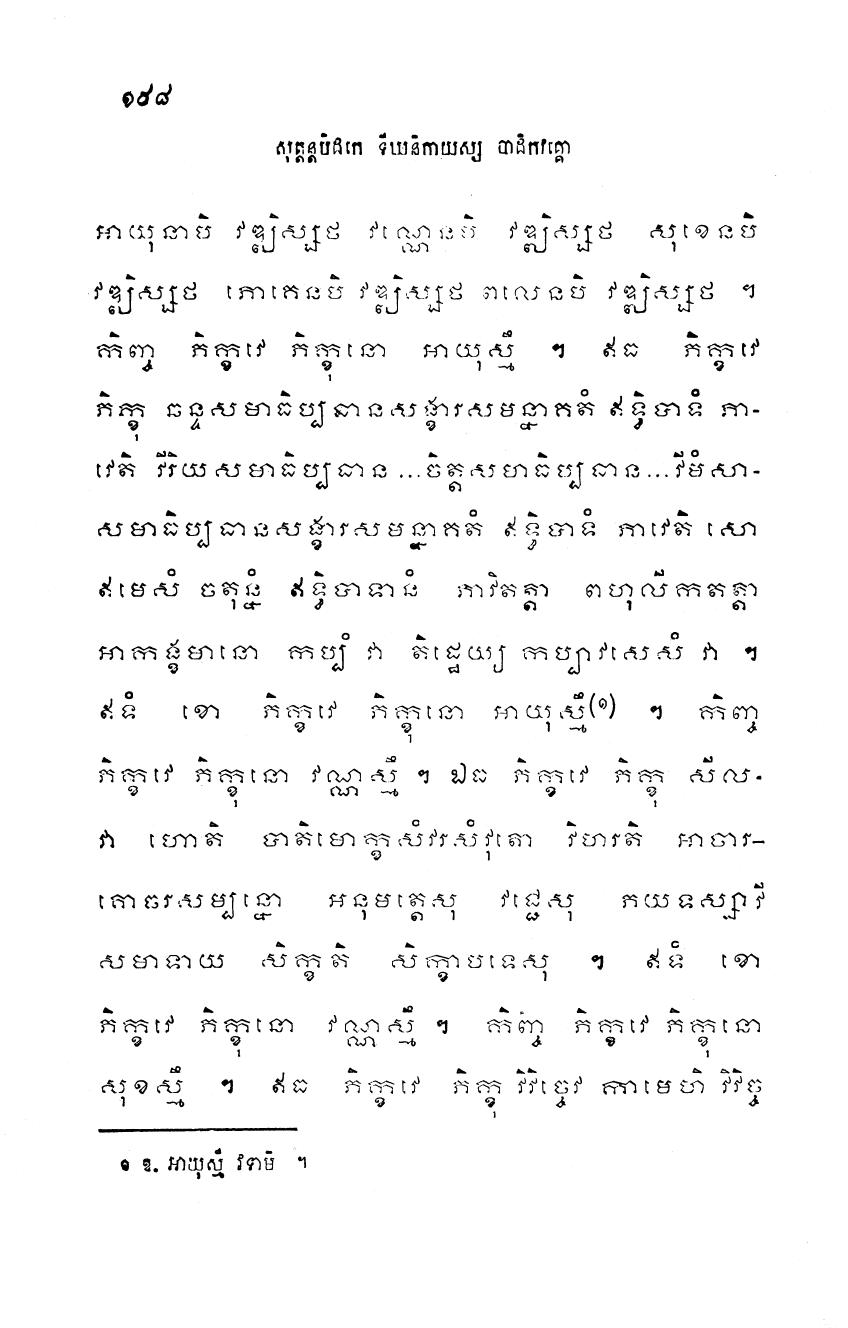 ១៩៨
សុត្តន្តបិដកេ ទីឃនិកាយស្ស បាដិកវគ្គោ
អាយុនាបិ វឌ្ឍិស្សថ វណ្ណេនបិ វឌ្ឍិស្សថ សុខេនបិ
វឌ្ឍិស្សថ ភោគេនបិ វឌ្ឍិស្សថ ពលេនបិ វឌ្ឍិស្សថ ។
កិញ្ច ភិក្ខវេ ភិក្ខុនោ អាយុស្មឹ ។ ឥធ ភិក្ខវេ
ភិក្ខុ ឆន្ទសមាធិប្បធានសង្ខារសមន្នាគតំ ឥទ្ធិបាទំ ភា-
វេតិ វីរិយសមាធិប្បធាន ...ចិត្តសមាធិប្បធាន...វីមំសា-
សមាធិប្បធានសង្ខារសមន្នាគតំ ឥទ្ធិបាទំ ភាវេតិ សោ
ឥមេសំ ចតុន្នំ ឥទ្ធិបាទានំ ភាវិតត្តា ពហុលីកតត្តា
អាកង្ខមានោ កប្បំ វា តិដ្ឋេយ្យ កប្បាវសេសំ វា ។
ឥទំ ខោ ភិក្ខវេ ភិក្ខុនោ អាយុស្មឹ(១) ។ កិញ្ច
ភិក្ខវេ ភិក្ខុនោ វណ្ណស្មឹ ។ ឯធ ភិក្ខវេ ភិក្ខុ សីល-
វា ហោតិ បាតិមោក្ខសំវរសំវុតោ វិហរតិ អាចារ-
គោចរសម្បន្នោ អនុមត្តេសុ វជ្ជេសុ ភយទស្សាវី
សមាទាយ សិក្ខតិ សិក្ខាបទេសុ ។ ឥទំ ខោ
ភិក្ខវេ ភិក្ខុនោ វណ្ណស្មឹ ។ កិញ្ច ភិក្ខវេ ភិក្ខុនោ
សុខស្មឹ ។ ឥធ ភិក្ខវេ ភិក្ខុ វិវិច្ចេវ កាមេហិ វិវិច្ច
១ ឱ. អាយុស្មឹ វទាមិ ។